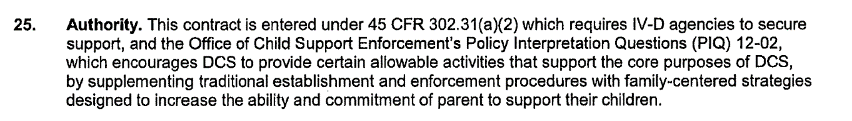 25. Authority. This contract is entered under 45 CFR 302.31(a)(2) which requires IV-D agencies to secure
support, and the Office of Child Support Enforcement's Policy Interpretation Questions (PIQ) 12-02,
which encourages DCS to provide certain allowable activities that support the core purposes of DCS,
by supplementing traditional establishment and enforcement procedures with family-centered strategies
designed to increase the ability and commitment of parent to support their children.